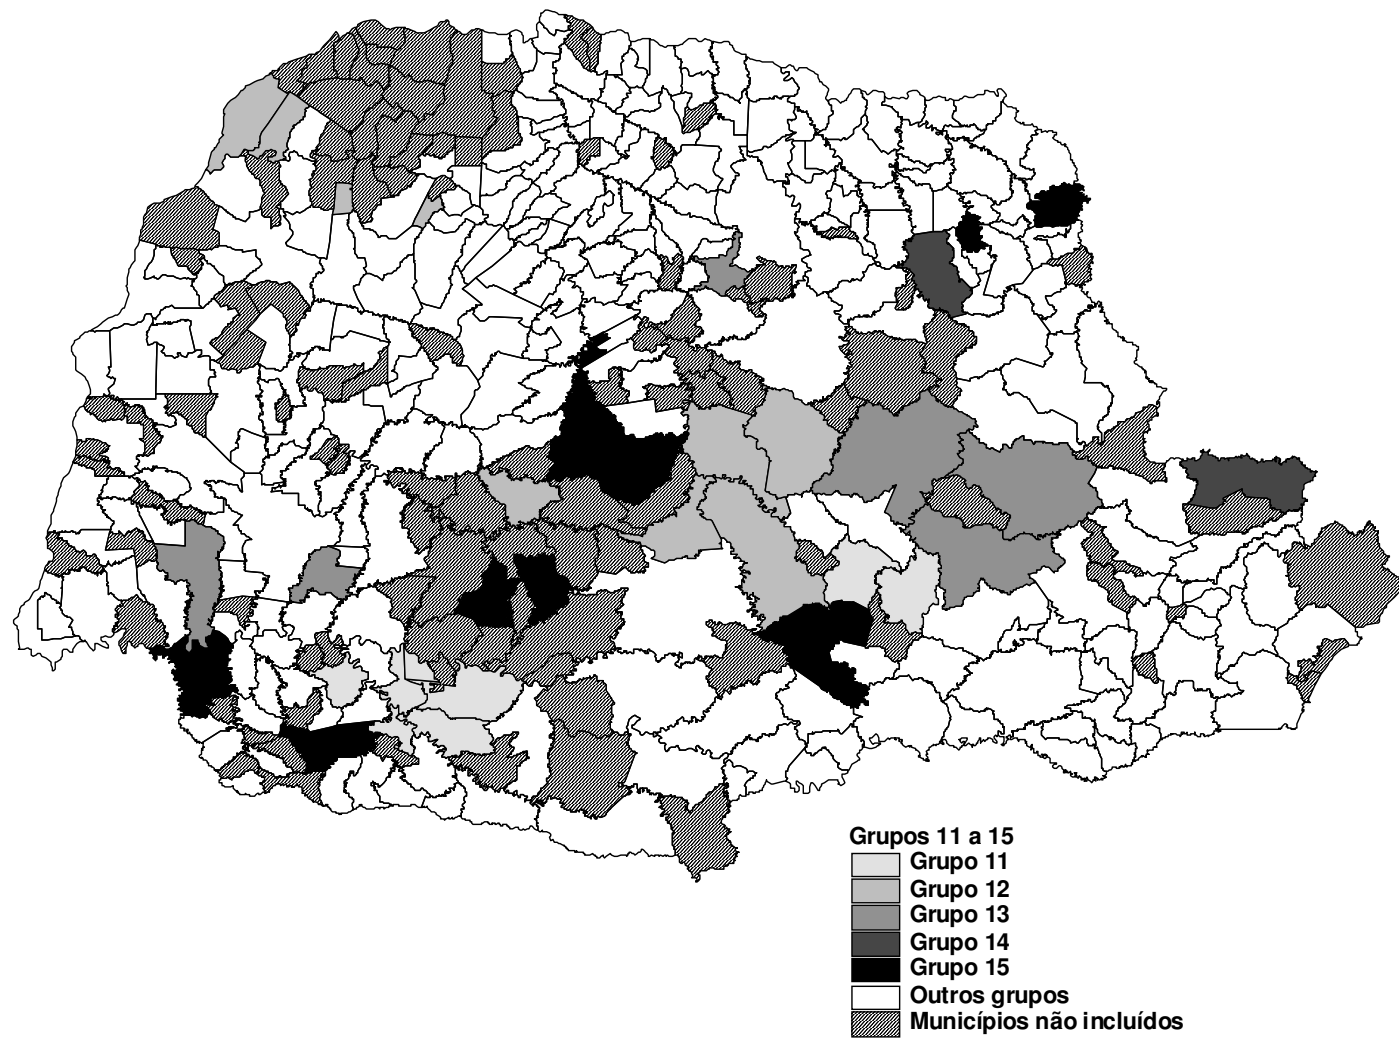 Grupos 11 a 15
Grupo 11
Grupo 12
Grupo 13
Grupo 14
Grupo 15
Outros grupos
Municípios não incluídos